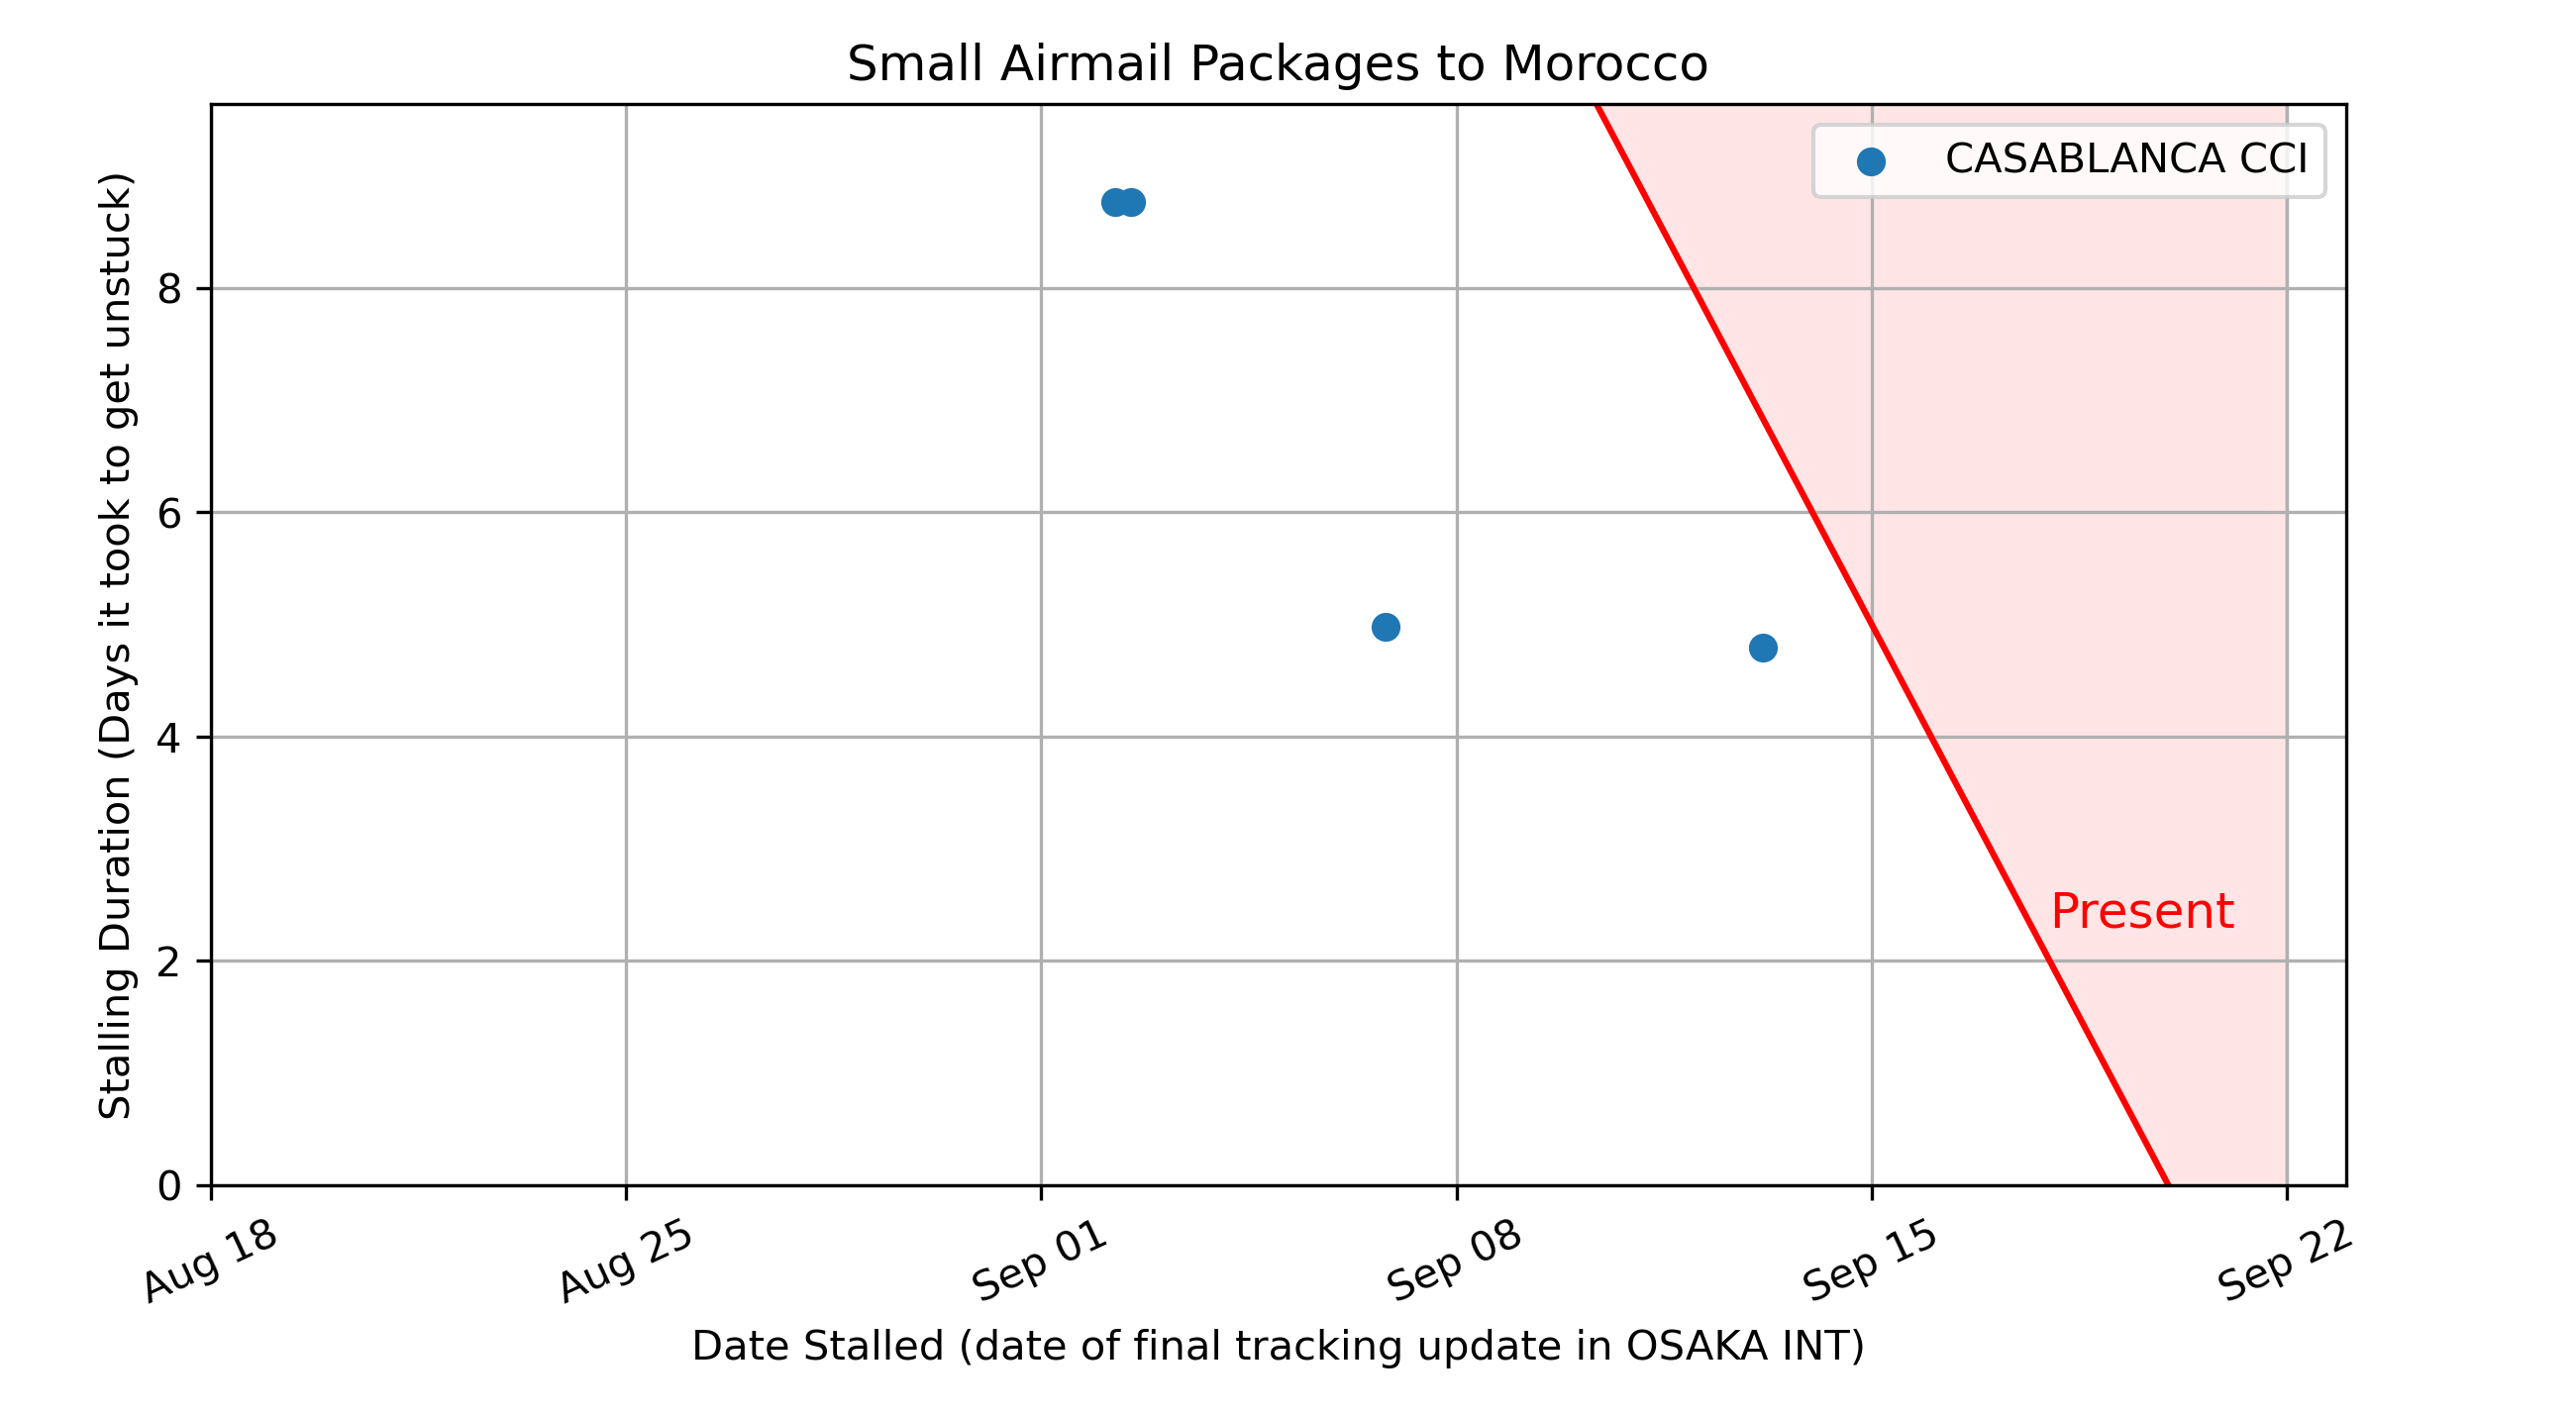 Small Airmail Packages to Morocco
CASABLANCA CCI
Stalling Duration (Days it took to get unstuck)
8
6
4
2
0
Present
Aug 18
Aug 25
Sep 01
Sep 08
Sep 15
Sep 22
Date Stalled (date of final tracking update in OSAKA INT)